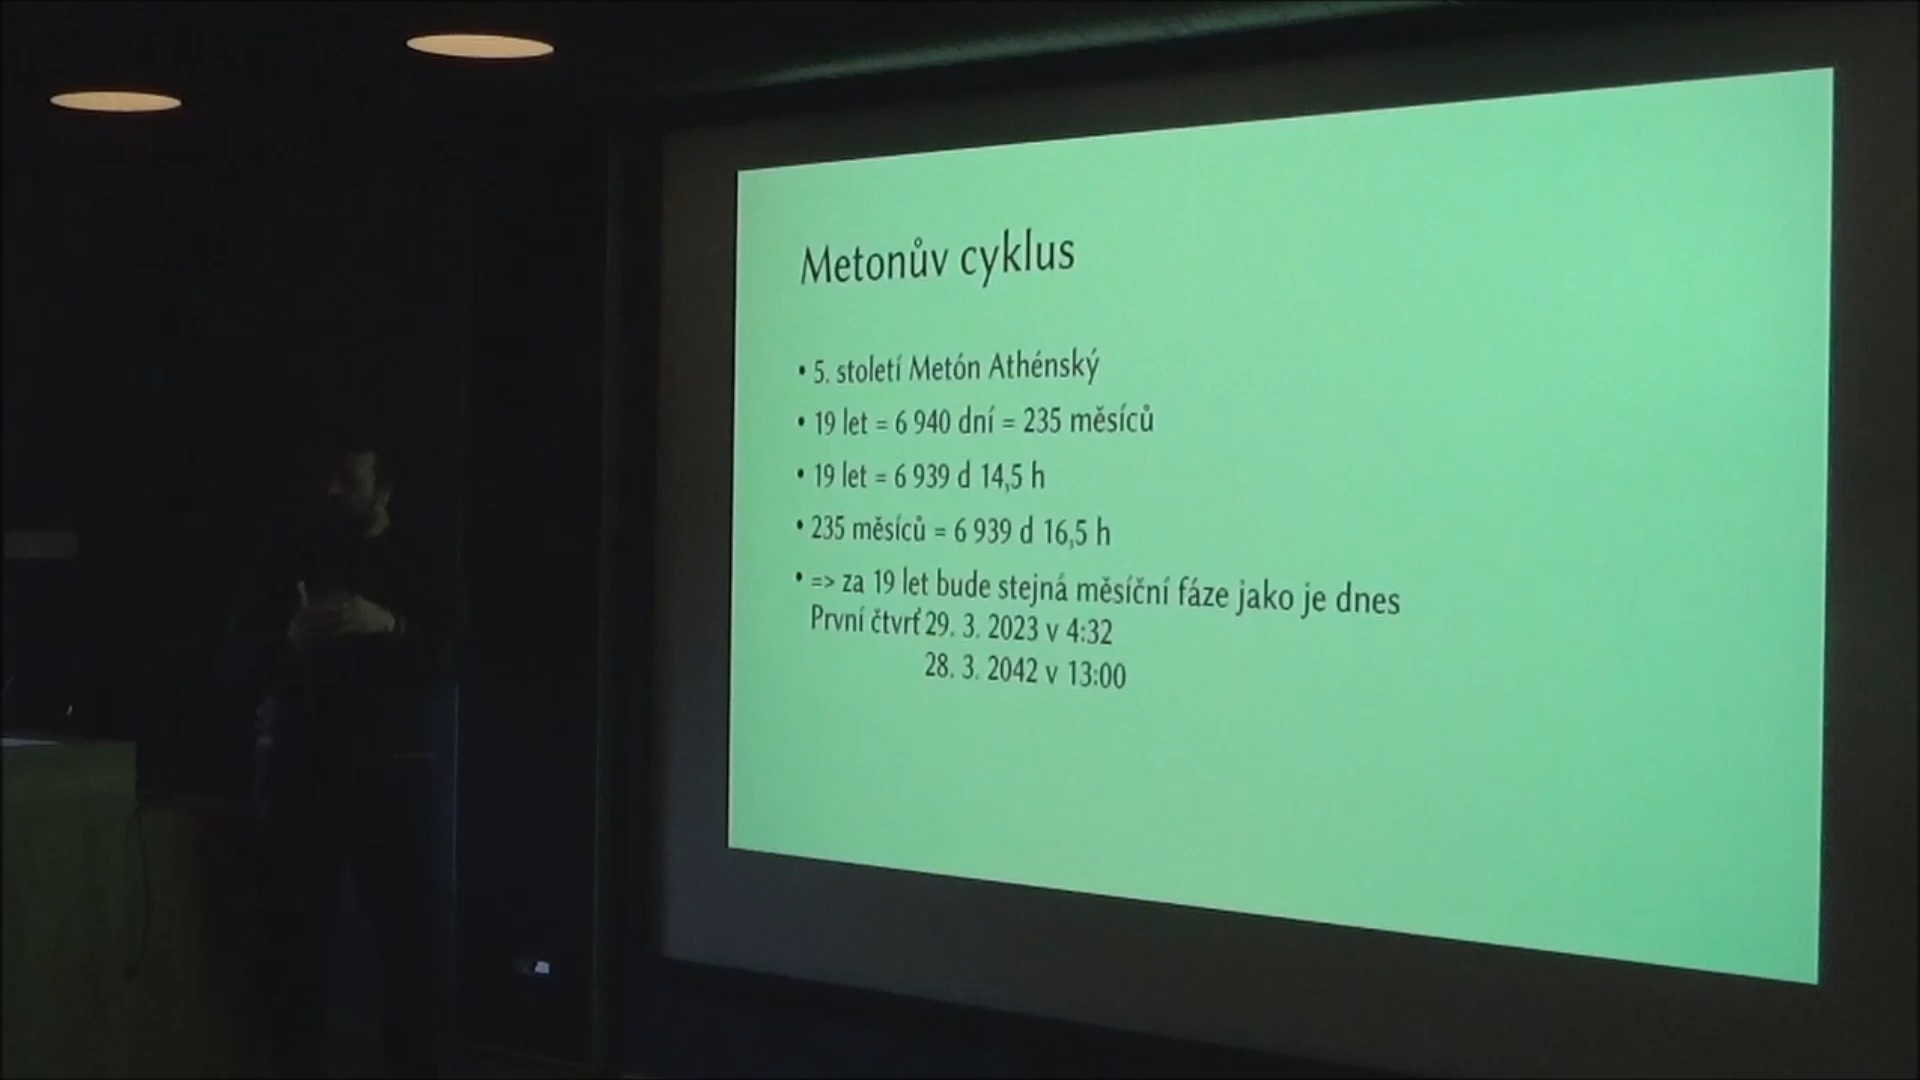 Metonův cyklus
• 5. století Metón Athénský
• 19 let = 6 940 dní = 235 měsíců
• 19 let = 6 939 d 14,5 h
• 235 měsíců = 6 939 d 16,5 h
• => za 19 let bude stejná měsíční fáze jako je dnes
První čtvrť 29. 3. 2023 v 4:32
28. 3. 2042 v 13:00